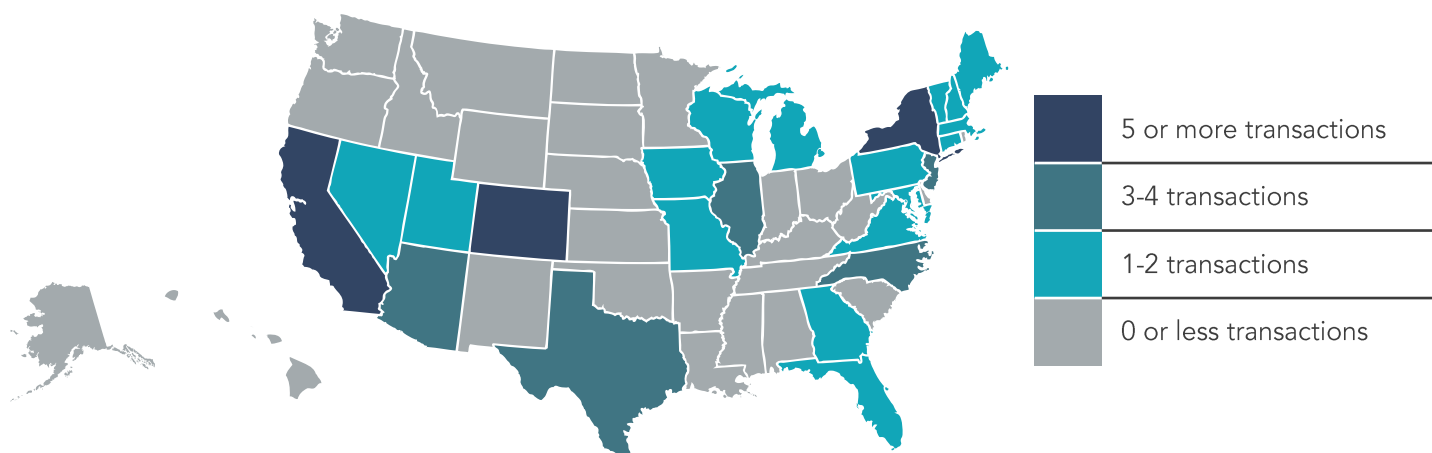 5 or more transactions
3-4 transactions
1-2 transactions
0 or less transactions